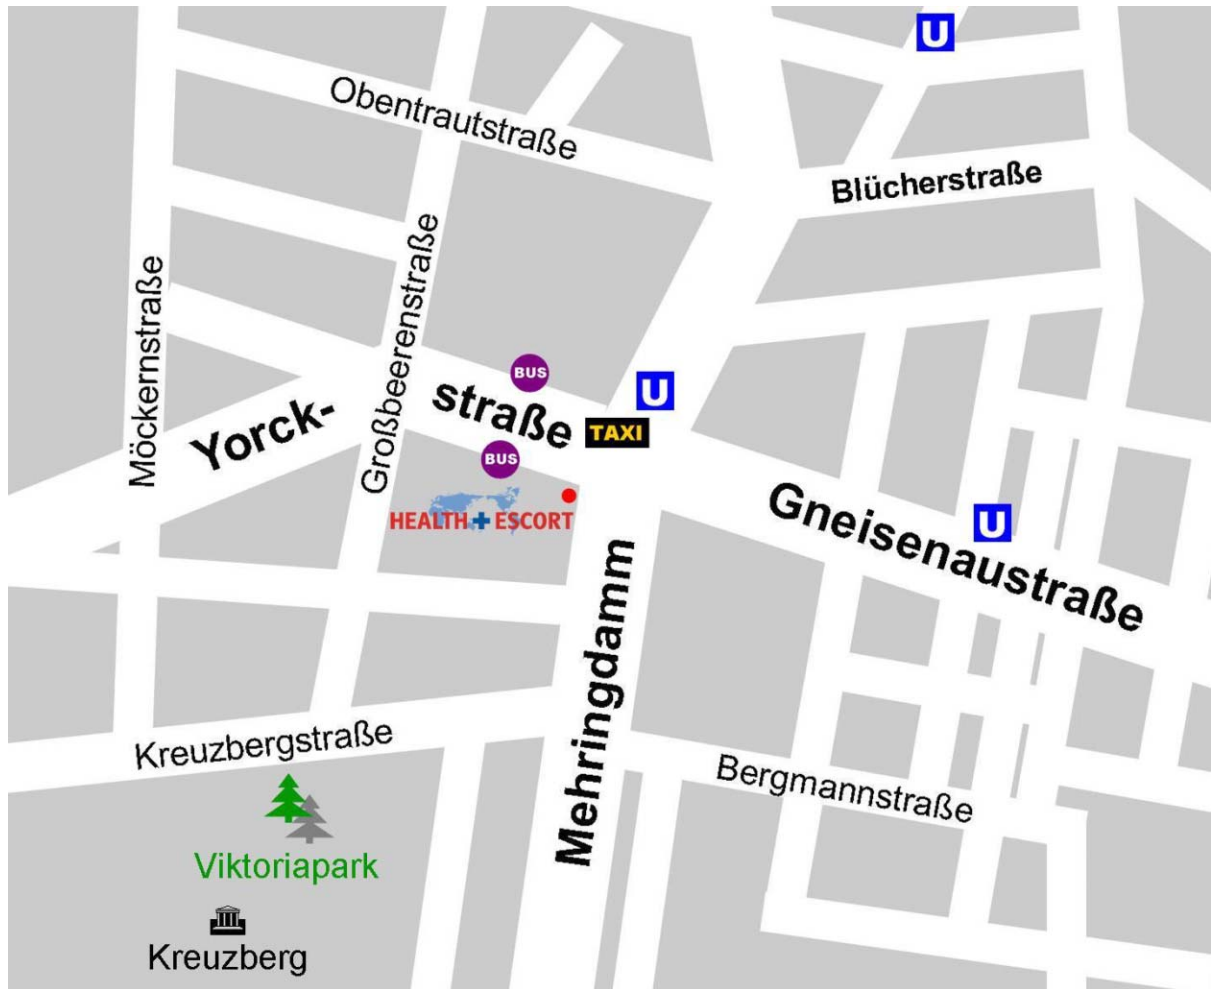 U
Obentrautstraße
Blücherstraße
Möckernstraße
Großbeerenstraße
BUS
U
Yorck-
straße
TAXI
BUS
HEALTH ESCORT
Gneisenaustraße
U
Mehringdamm
Kreuzbergstraße
Bergmannstraße
Viktoriapark
Kreuzberg